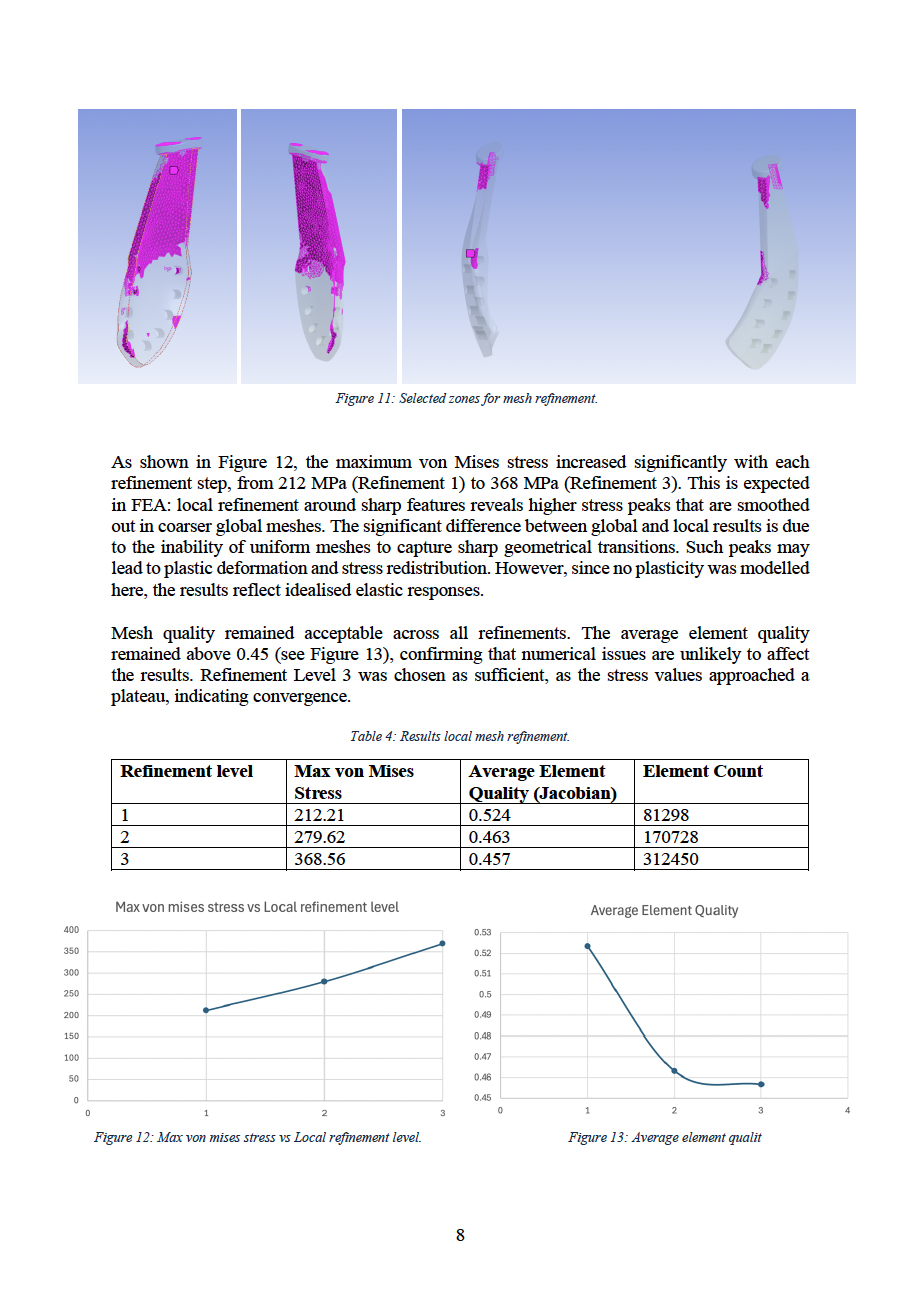 Figure 11: Selected zones for mesh refinement.
As shown in Figure 12, the maximum von Mises stress increased significantly with each
refinement step, from 212 MPa (Refinement 1) to 368 MPa (Refinement 3). This is expected
in FEA: local refinement around sharp features reveals higher stress peaks that are smoothed
out in coarser global meshes. The significant difference between global and local results is due
to the inability of uniform meshes to capture sharp geometrical transitions. Such peaks may
lead to plastic deformation and stress redistribution. However, since no plasticity was modelled
here, the results reflect idealised elastic responses.
Mesh quality remained acceptable across all refinements. The average element quality
remained above 0.45 (see Figure 13), confirming that numerical issues are unlikely to affect
the results. Refinement Level 3 was chosen as sufficient, as the stress values approached a
plateau, indicating convergence.
Table 4: Results local mesh refinement.
Refinement level Max von Mises Average Element Element Count
Stress Quality (Jacobian)
1 212.21 0.524 81298
2 279.62 0.463 170728
3 368.56 0.457 312450
Max von mises stress vs Local refinement level
400
350
300
250
200
150
100
50
0
0 1 2 3
Figure 12: Max von mises stress vs Local refinement level.
Average Element Quality
0.53
0.52
0.51
0.5
0.49
0.48
0.47
0.46
0.45
0 1 2 3 4
Figure 13: Average element qualit
8